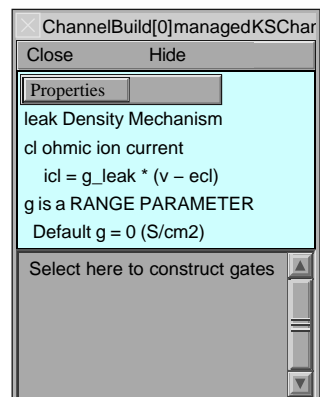 ChannelBuild[0]managedKSChar
Close Hide
Properties
leak Density Mechanism
cl ohmic ion current
icl = g_leak * (v − ecl)
g is a RANGE PARAMETER
Default g = 0 (S/cm2)
Select here to construct gates